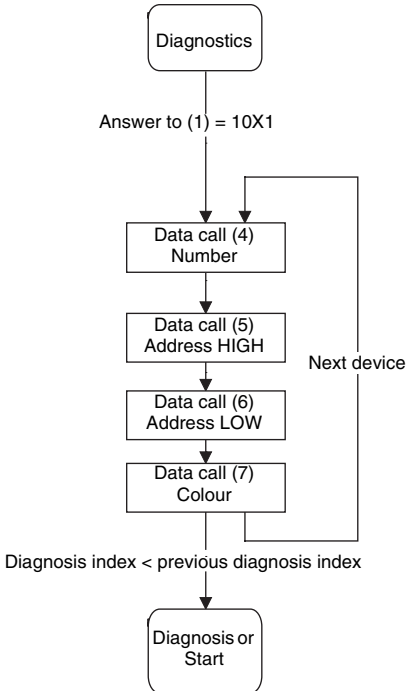 Diagnostics
Answer to (1) = 10X1
Data call (4)
Number
Data call (5)
Address HIGH
Next device
Data call (6)
Address LOW
Data call (7)
Colour
Diagnosis index < previous diagnosis index
Diagnosis or
Start